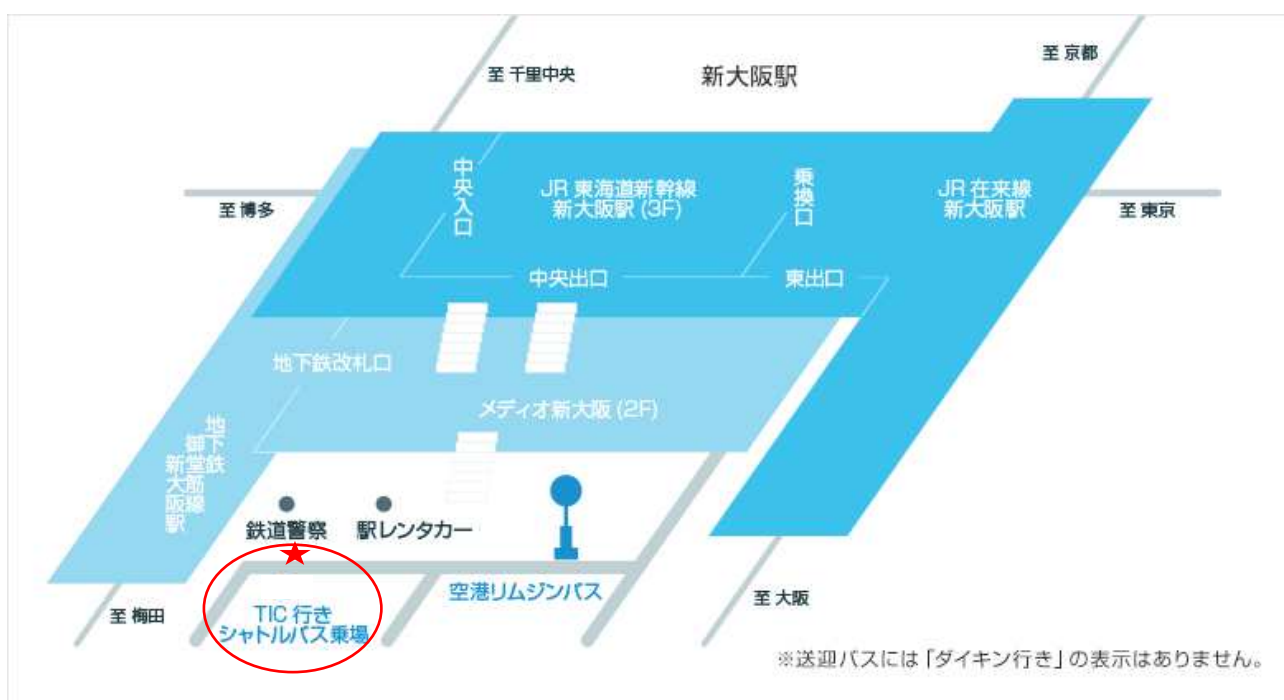 至 京都
至 千里中央
新大阪駅
中央入口
JR 東海道新幹線
新大阪駅 (3F)
乗換口
JR 在来線
新大阪駅
至 博多
至 東京
中央出口
東出口
地下鉄改札口
メディオ新大阪 (2F)
地下鉄
御堂筋線
新大阪駅
鉄道警察
駅レンタカー
空港リムジンバス
至 梅田
TIC 行き
シャトルバス乗場
至 大阪
※送迎バスには「ダイキン行き」の表示はありません。